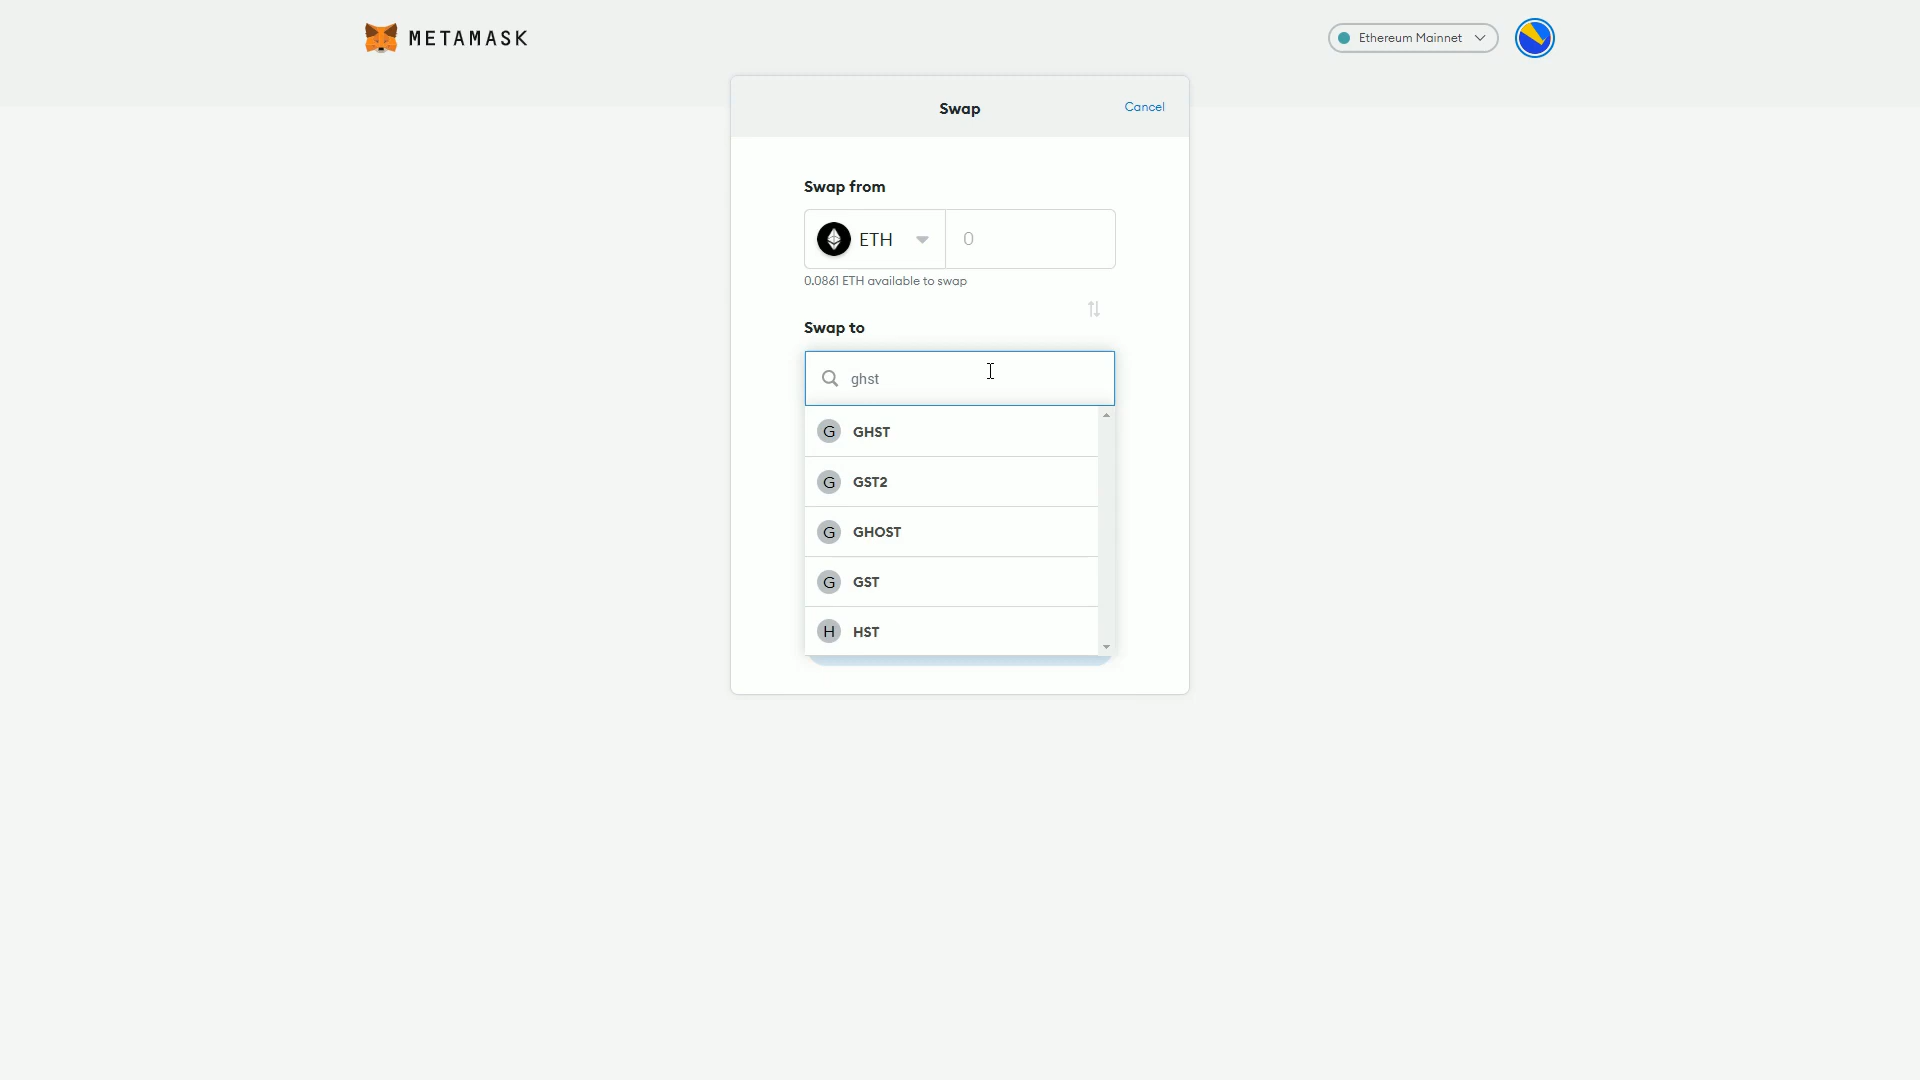 METAMASK
Ethereum Mainnet
Swap
Cancel
Swap from
ETH
0
0.0861 ETH available to swap
Swap to
ghst
G GHST
G GST2
G GHOST
G GST
H HST